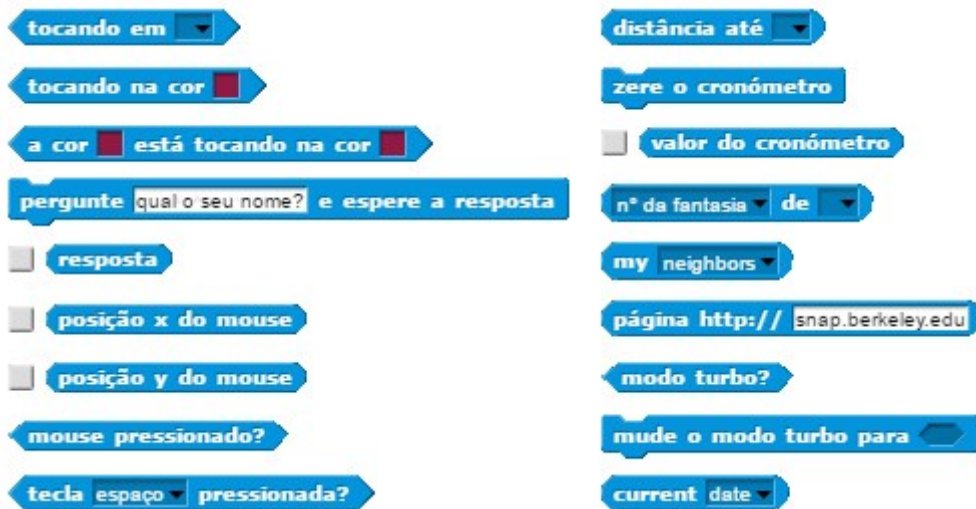 tocando em
tocando na cor
a cor está tocando na cor
pergunte qual o seu nome? e espere a resposta
resposta
posição x do mouse
posição y do mouse
mouse pressionado?
tecla espaço pressionada?
distância até
zere o cronómetro
valor do cronómetro
nº da fantasia de
my neighbors
página http:// snap.berkeley.edu
modo turbo?
mude o modo turbo para
current date